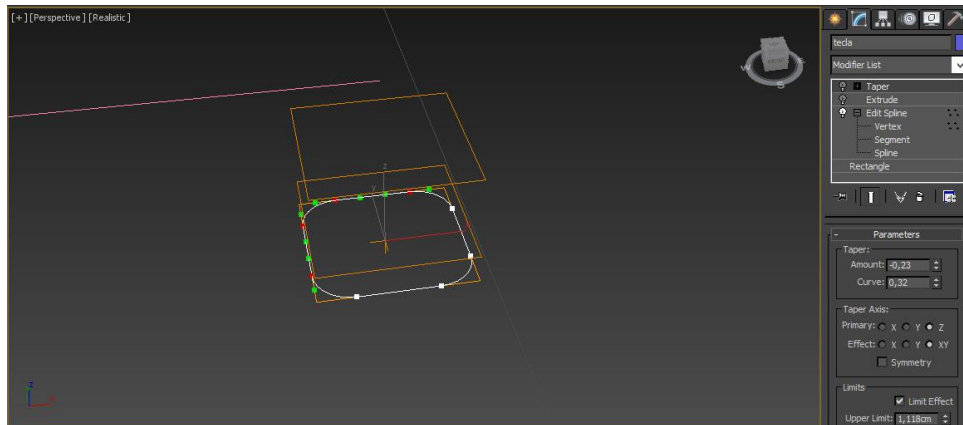 [+] [Perspective] [Realistic]
tecla
Modifier List
Taper
Extrude
Edit Spline
Vertex
Segment
Spline
Rectangle
- Parameters
Taper:
Amount: -0,23
Curve: 0,32
Taper Axis:
Primary: X Y Z
Effect: X Y XY
Symmetry
Limits
Limit Effect
Upper Limit: 1,118cm
z
y
W
S
z